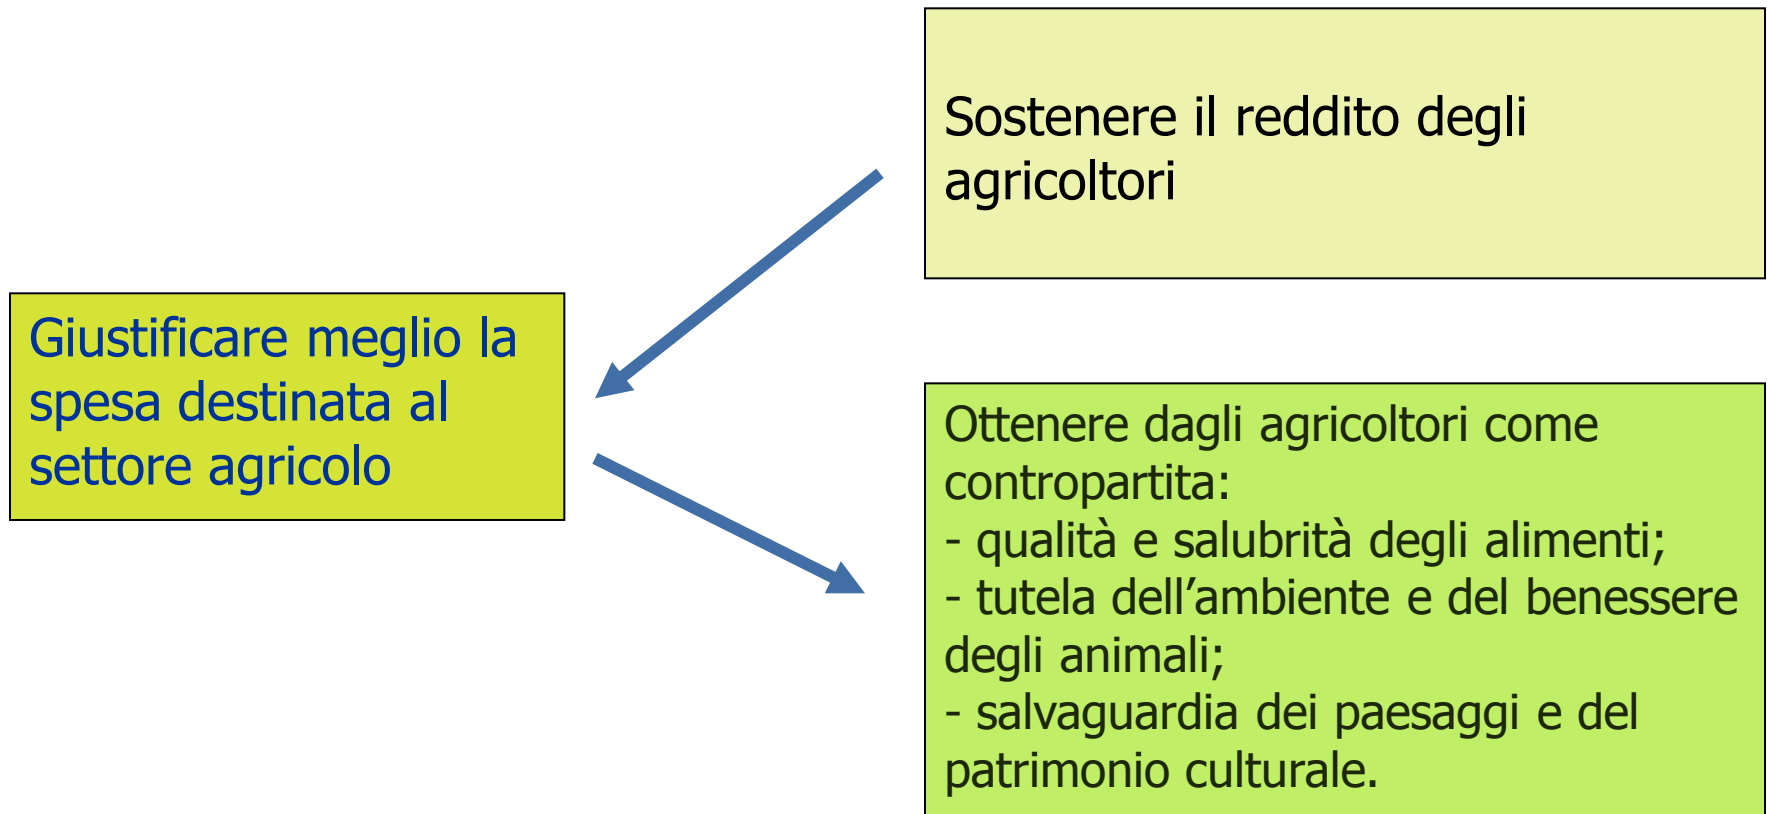 Sostenere il reddito degli
agricoltori
Giustificare meglio la
spesa destinata al
settore agricolo
Ottenere dagli agricoltori come
contropartita:
- qualità e salubrità degli alimenti;
- tutela dell’ambiente e del benessere
degli animali;
- salvaguardia dei paesaggi e del
patrimonio culturale.